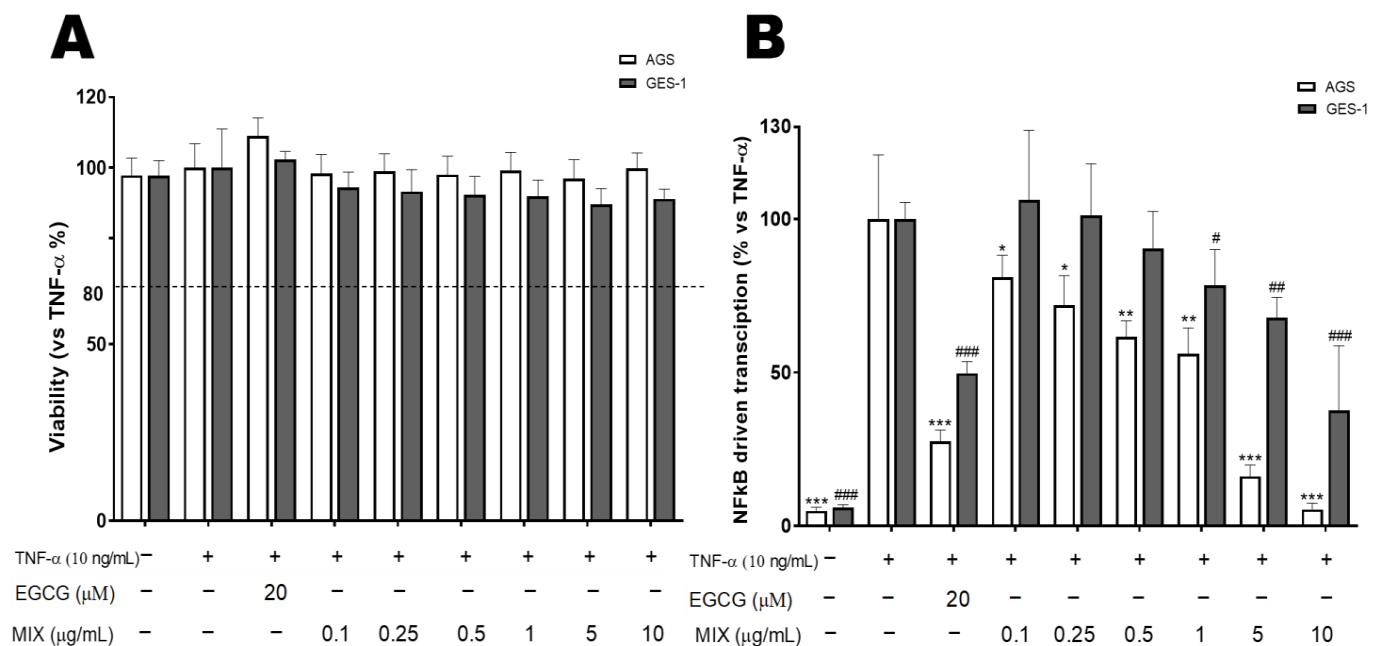 A
AGS
GES-1
Viability (vs TNF-α %)
120
100
80
50
0
TNF-α (10 ng/mL) – + + + + + + + +
EGCG (μM) – – 20 – – – – – –
MIX (μg/mL) – – – 0.1 0.25 0.5 1 5 10
B
AGS
GES-1
NFkB driven transciption (% vs TNF-α)
130
100
50
0
*** ### *** ### * * ** ** # *** ## *** ###
TNF-α (10 ng/mL) – + + + + + + + +
EGCG (μM) – – 20 – – – – – –
MIX (μg/mL) – – – 0.1 0.25 0.5 1 5 10